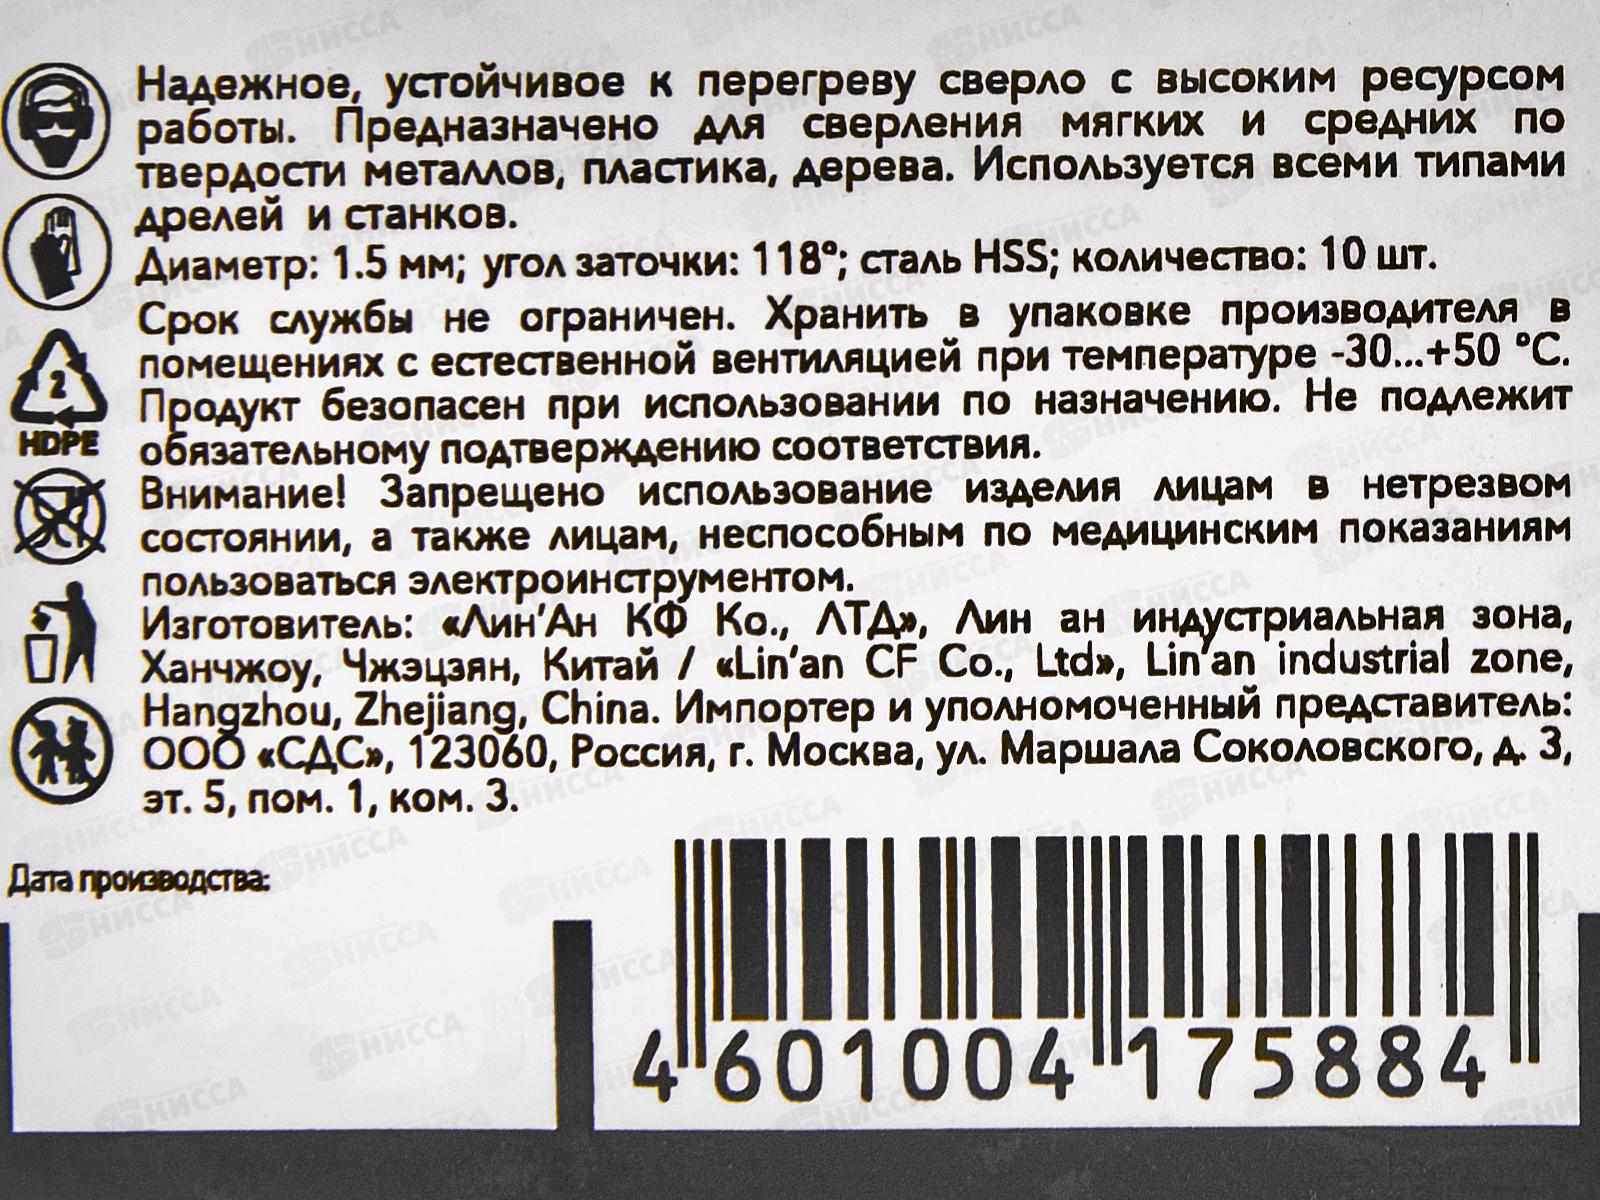 Надежное, устойчивое к перегреву сверло с высоким ресурсом
работы. Предназначено для сверления мягких и средних по
твердости металлов, пластика, дерева. Используется всеми типами
дрелей и станков.
Диаметр: 1.5 мм; угол заточки: 118°; сталь HSS; количество: 10 шт.
Срок службы не ограничен. Хранить в упаковке производителя в
помещениях с естественной вентиляцией при температуре -30...+50 °C.
Продукт безопасен при использовании по назначению. Не подлежит
обязательному подтверждению соответствия.
Внимание! Запрещено использование изделия лицам в нетрезвом
состоянии, а также лицам, неспособным по медицинским показаниям
пользоваться электроинструментом.
Изготовитель: «Лин'Ан КФ Ко., ЛТД», Лин ан индустриальная зона,
Ханчжоу, Чжэцзян, Китай / «Lin'an CF Co., Ltd», Lin'an industrial zone,
Hangzhou, Zhejiang, China. Импортер и уполномоченный представитель:
ООО «СДС», 123060, Россия, г. Москва, ул. Маршала Соколовского, д. 3,
эт. 5, пом. 1, ком. 3.
2
HDPE
Дата производства:
4 601004 175884
НИССА